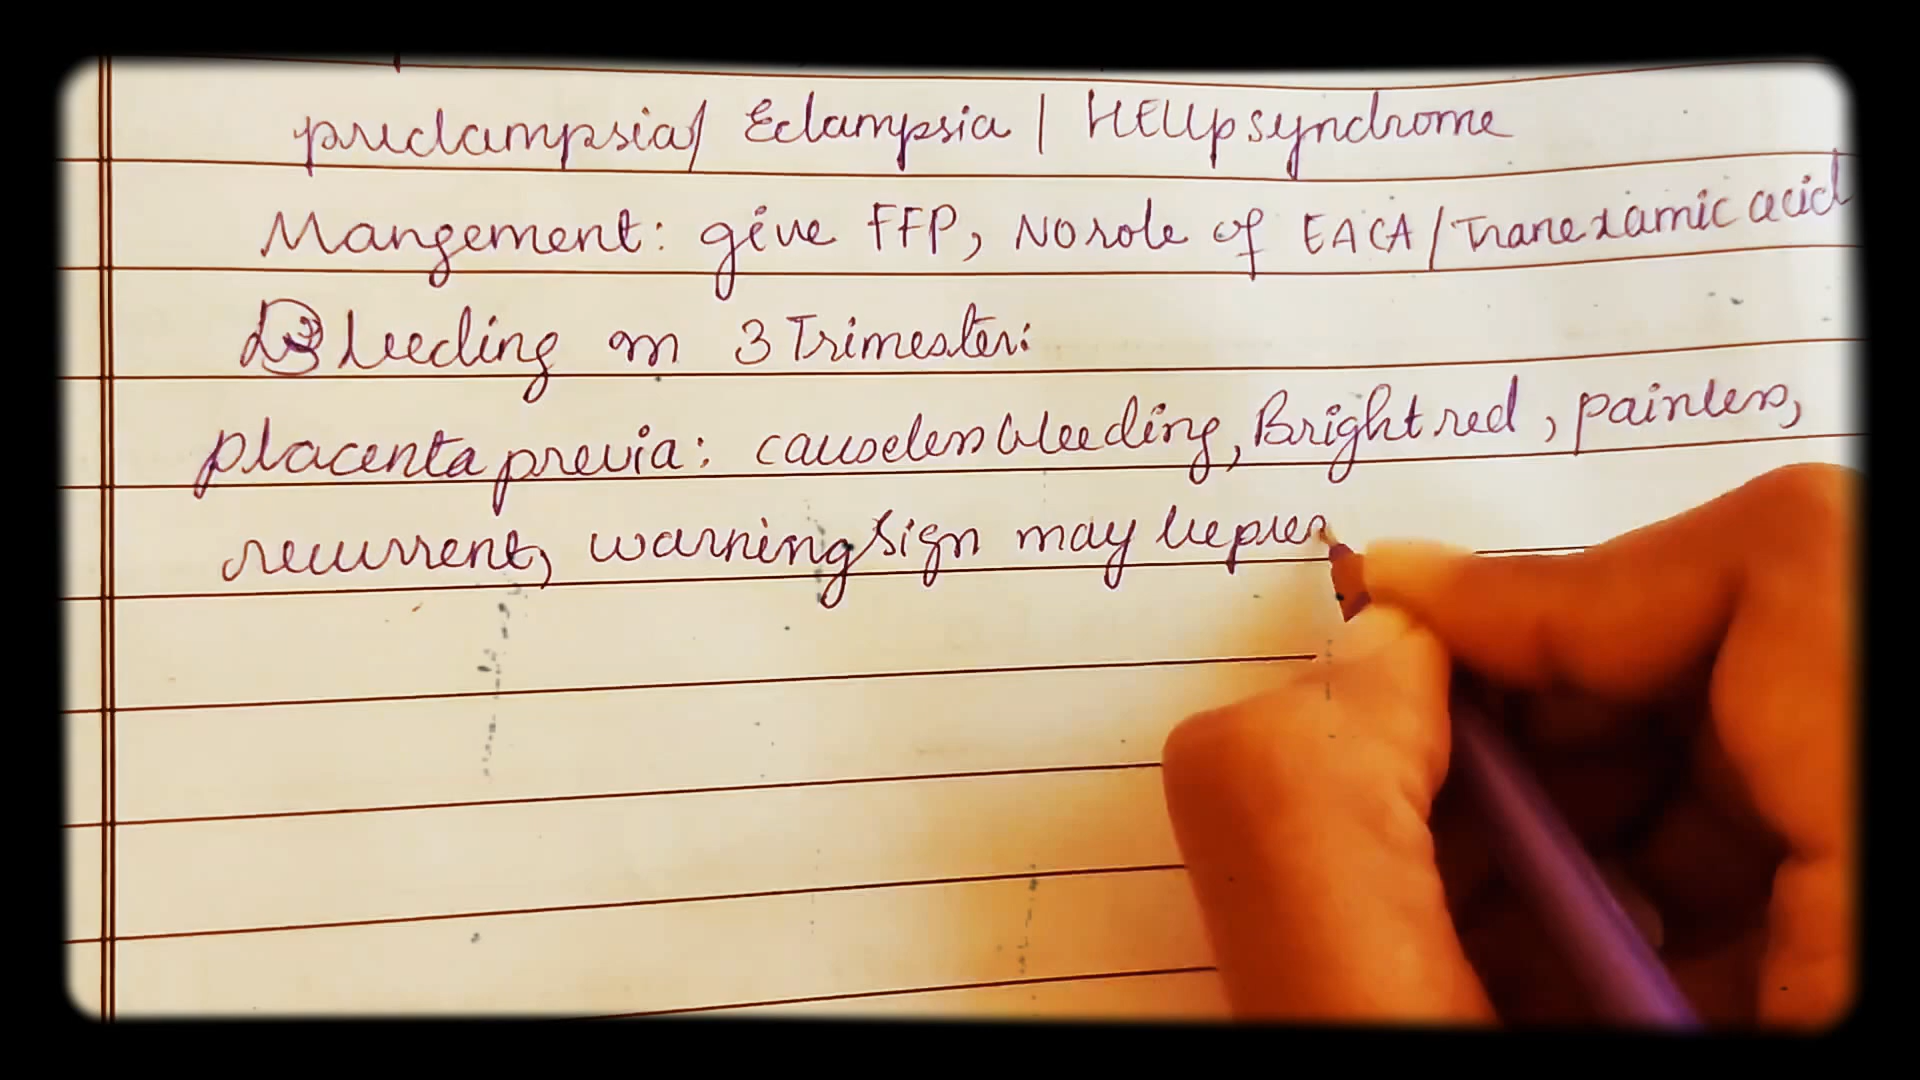 preclampsia/ Eclampsia | HELLp syndrome
Mangement: give FFP, NO role of EACA/Tranexamic acid
Bleeding in 3 Trimester:
placenta previa: causeless bleeding, Bright red, painless,
recurrent, warning sign may be pres